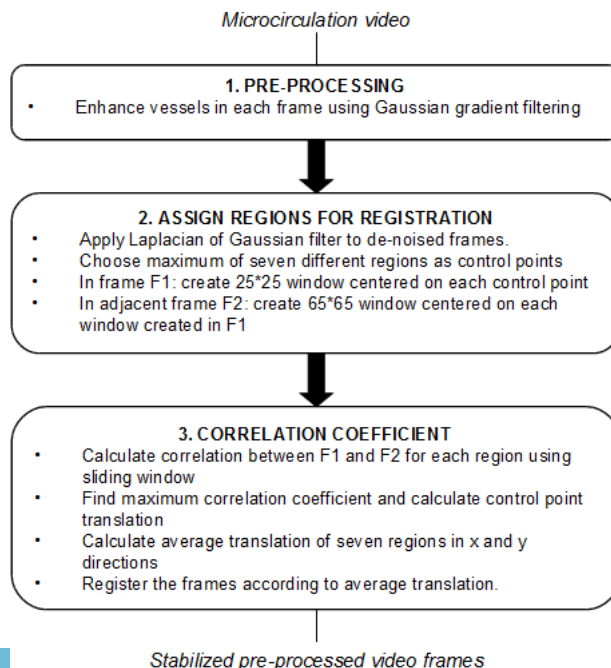 Microcirculation video
1. PRE-PROCESSING
• Enhance vessels in each frame using Gaussian gradient filtering
2. ASSIGN REGIONS FOR REGISTRATION
• Apply Laplacian of Gaussian filter to de-noised frames.
• Choose maximum of seven different regions as control points
• In frame F1: create 25*25 window centered on each control point
• In adjacent frame F2: create 65*65 window centered on each
window created in F1
3. CORRELATION COEFFICIENT
• Calculate correlation between F1 and F2 for each region using
sliding window
• Find maximum correlation coefficient and calculate control point
translation
• Calculate average translation of seven regions in x and y
directions
• Register the frames according to average translation.
Stabilized pre-processed video frames